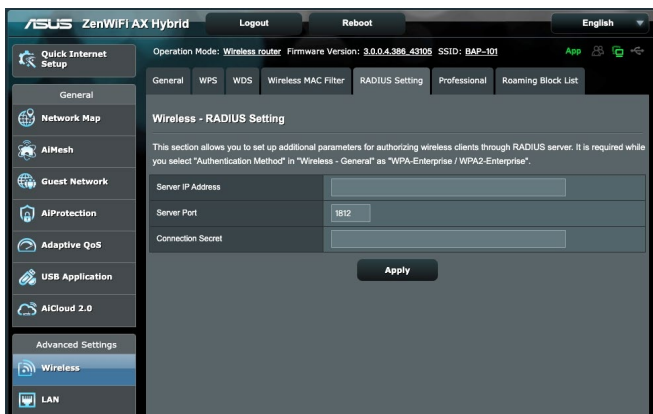 ASUS ZenWiFi AX Hybrid Logout Reboot English
Quick Internet Setup
General
Network Map
AiMesh
Guest Network
AiProtection
Adaptive QoS
USB Application
AiCloud 2.0
Advanced Settings
Wireless
LAN
Operation Mode: Wireless router Firmware Version: 3.0.0.4.386_43105 SSID: BAP-101 App
General WPS WDS Wireless MAC Filter RADIUS Setting Professional Roaming Block List
Wireless - RADIUS Setting
This section allows you to set up additional parameters for authorizing wireless clients through RADIUS server. It is required while
you select "Authentication Method" in "Wireless - General" as "WPA-Enterprise / WPA2-Enterprise".
Server IP Address
Server Port 1812
Connection Secret
Apply